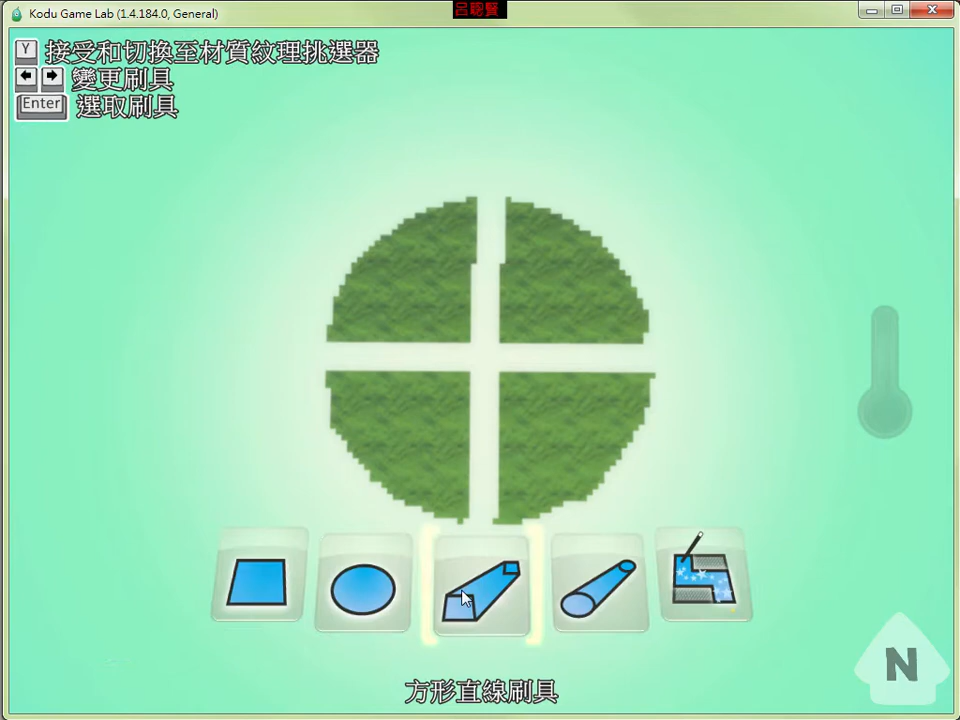 Kodu Game Lab (1.4.184.0, General)
呂聰賢
Y 接受和切換至材質紋理挑選器
變更刷具
Enter 選取刷具
方形直線刷具
N